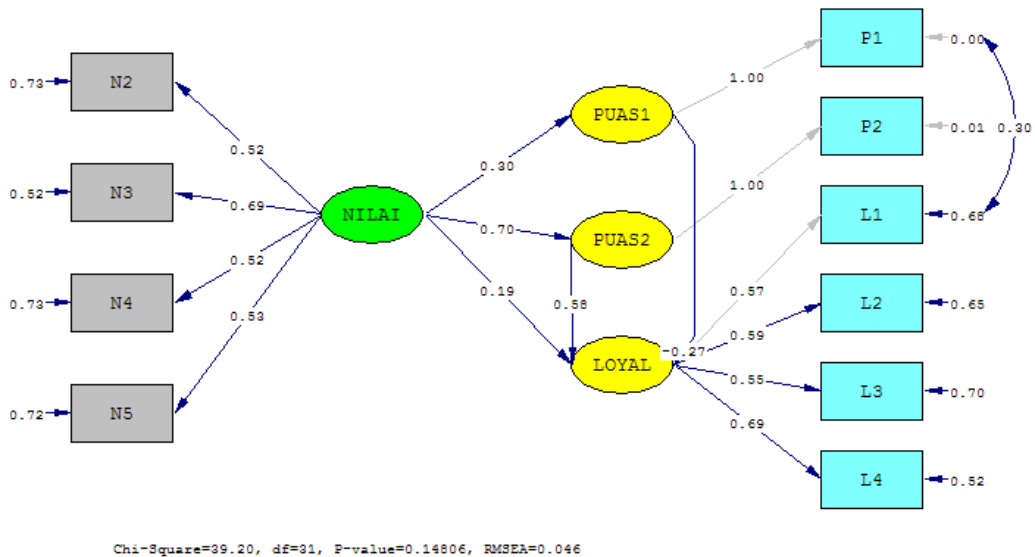 P1
0.00
N2
0.73
1.00
PUAS1
P2
0.01
0.30
0.52
0.30
1.00
N3
0.52
0.69
NILAI
L1
0.68
0.70
PUAS2
0.52
0.19
0.58
0.57
N4
0.73
L2
0.65
0.53
0.59
-0.27
LOYAL
0.55
L3
0.70
N5
0.72
0.69
L4
0.52
Chi-Square=39.20, df=31, P-value=0.14806, RMSEA=0.046